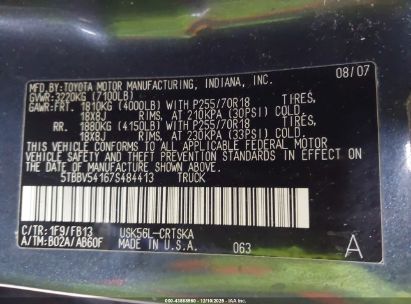 MFD. BY: TOYOTA MOTOR MANUFACTURING, INDIANA, INC. 08/07
GVWR: 3220KG (7100LB)
GAWR: FRT. 1810KG (4000LB) WITH P255/70R18 TIRES,
18X8J RIMS, AT 210KPA (30PSI) COLD
RR. 1880KG (4150LB) WITH P255/70R18 TIRES,
18X8J RIMS, AT 230KPA (33PSI) COLD
THIS VEHICLE CONFORMS TO ALL APPLICABLE FEDERAL MOTOR
VEHICLE SAFETY AND THEFT PREVENTION STANDARDS IN EFFECT
ON THE DATE OF MANUFACTURE SHOWN ABOVE.
5TBBV54167S484413 TRUCK
C/TR: 1F9/FB13 USK56L-CRTSKA
A/TM: B02A/AB60F MADE IN U.S.A. 063 A